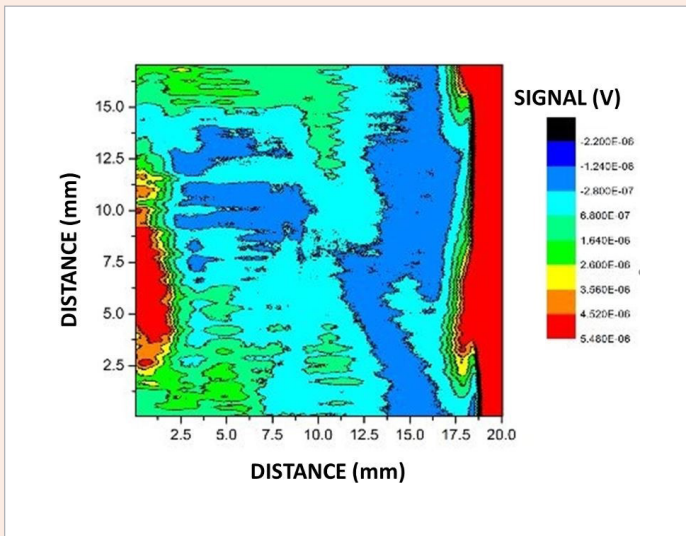 SIGNAL (V)
-2.200E-06
-1.240E-06
-2.800E-07
6.800E-07
1.640E-06
2.600E-06
3.560E-06
4.520E-06
5.480E-06
DISTANCE (mm)
15.0
12.5
10.0
7.5
5.0
2.5
2.5 5.0 7.5 10.0 12.5 15.0 17.5 20.0
DISTANCE (mm)